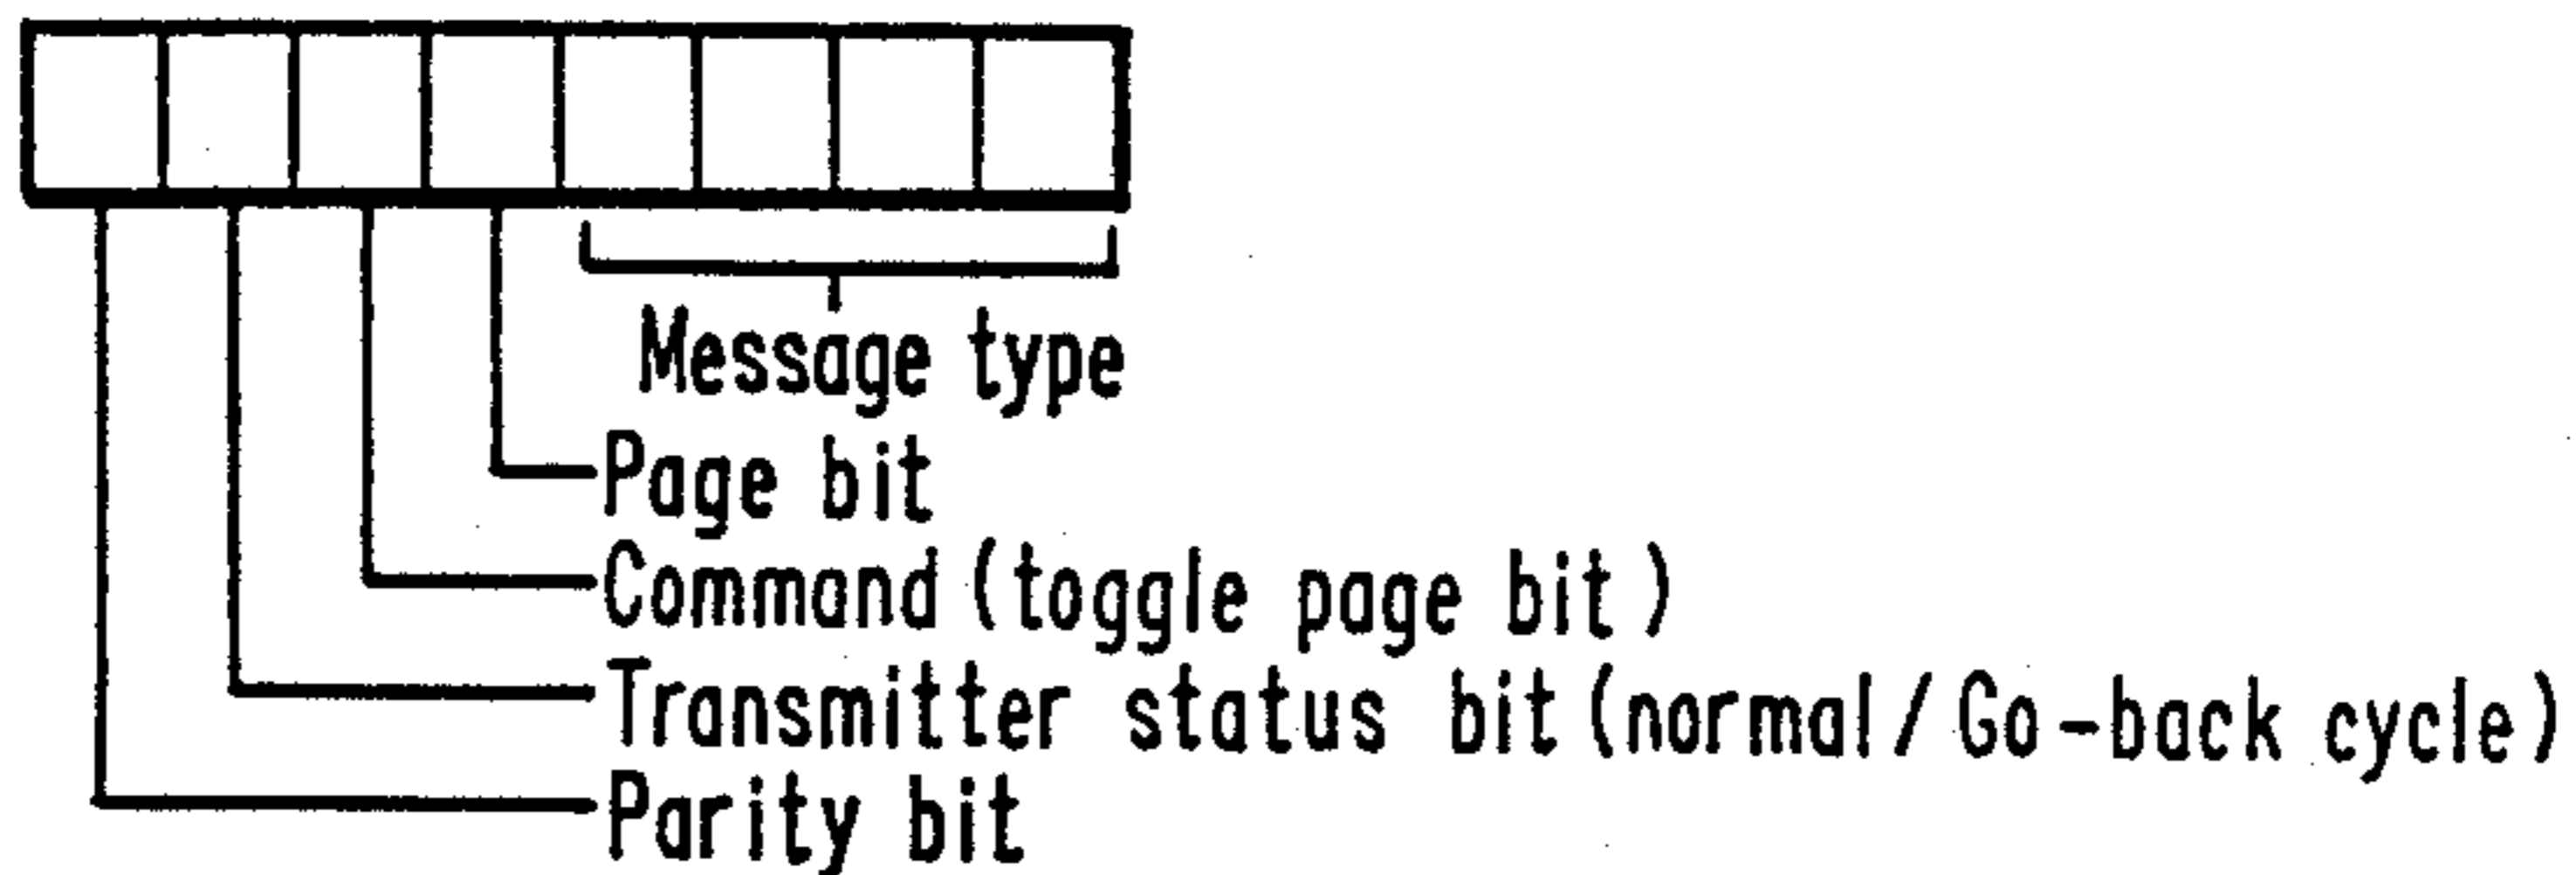 Message type
Page bit
Command (toggle page bit)
Transmitter status bit (normal / Go-back cycle)
Parity bit